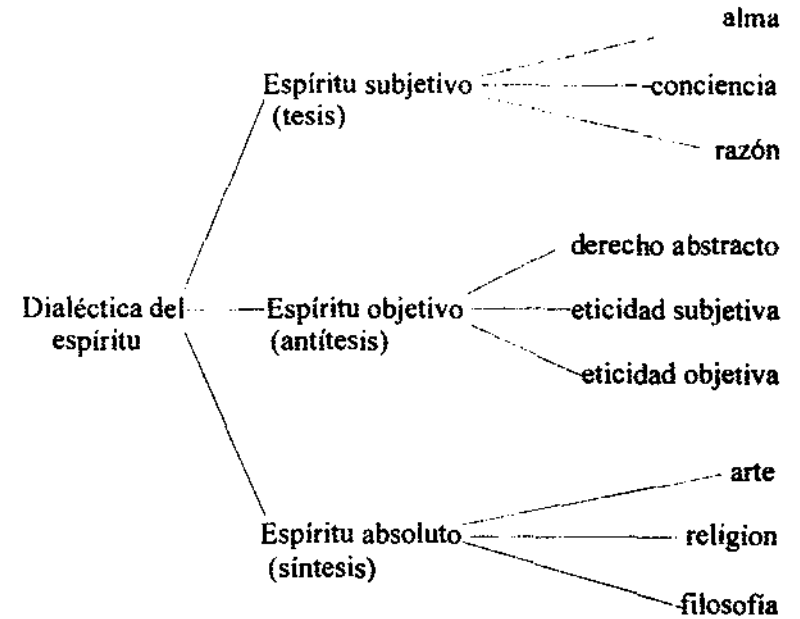 alma
Espíritu subjetivo
(tesis)
conciencia
razón
derecho abstracto
Dialéctica del
espíritu
Espíritu objetivo
(antítesis)
eticidad subjetiva
eticidad objetiva
arte
Espíritu absoluto
(síntesis)
religion
filosofía